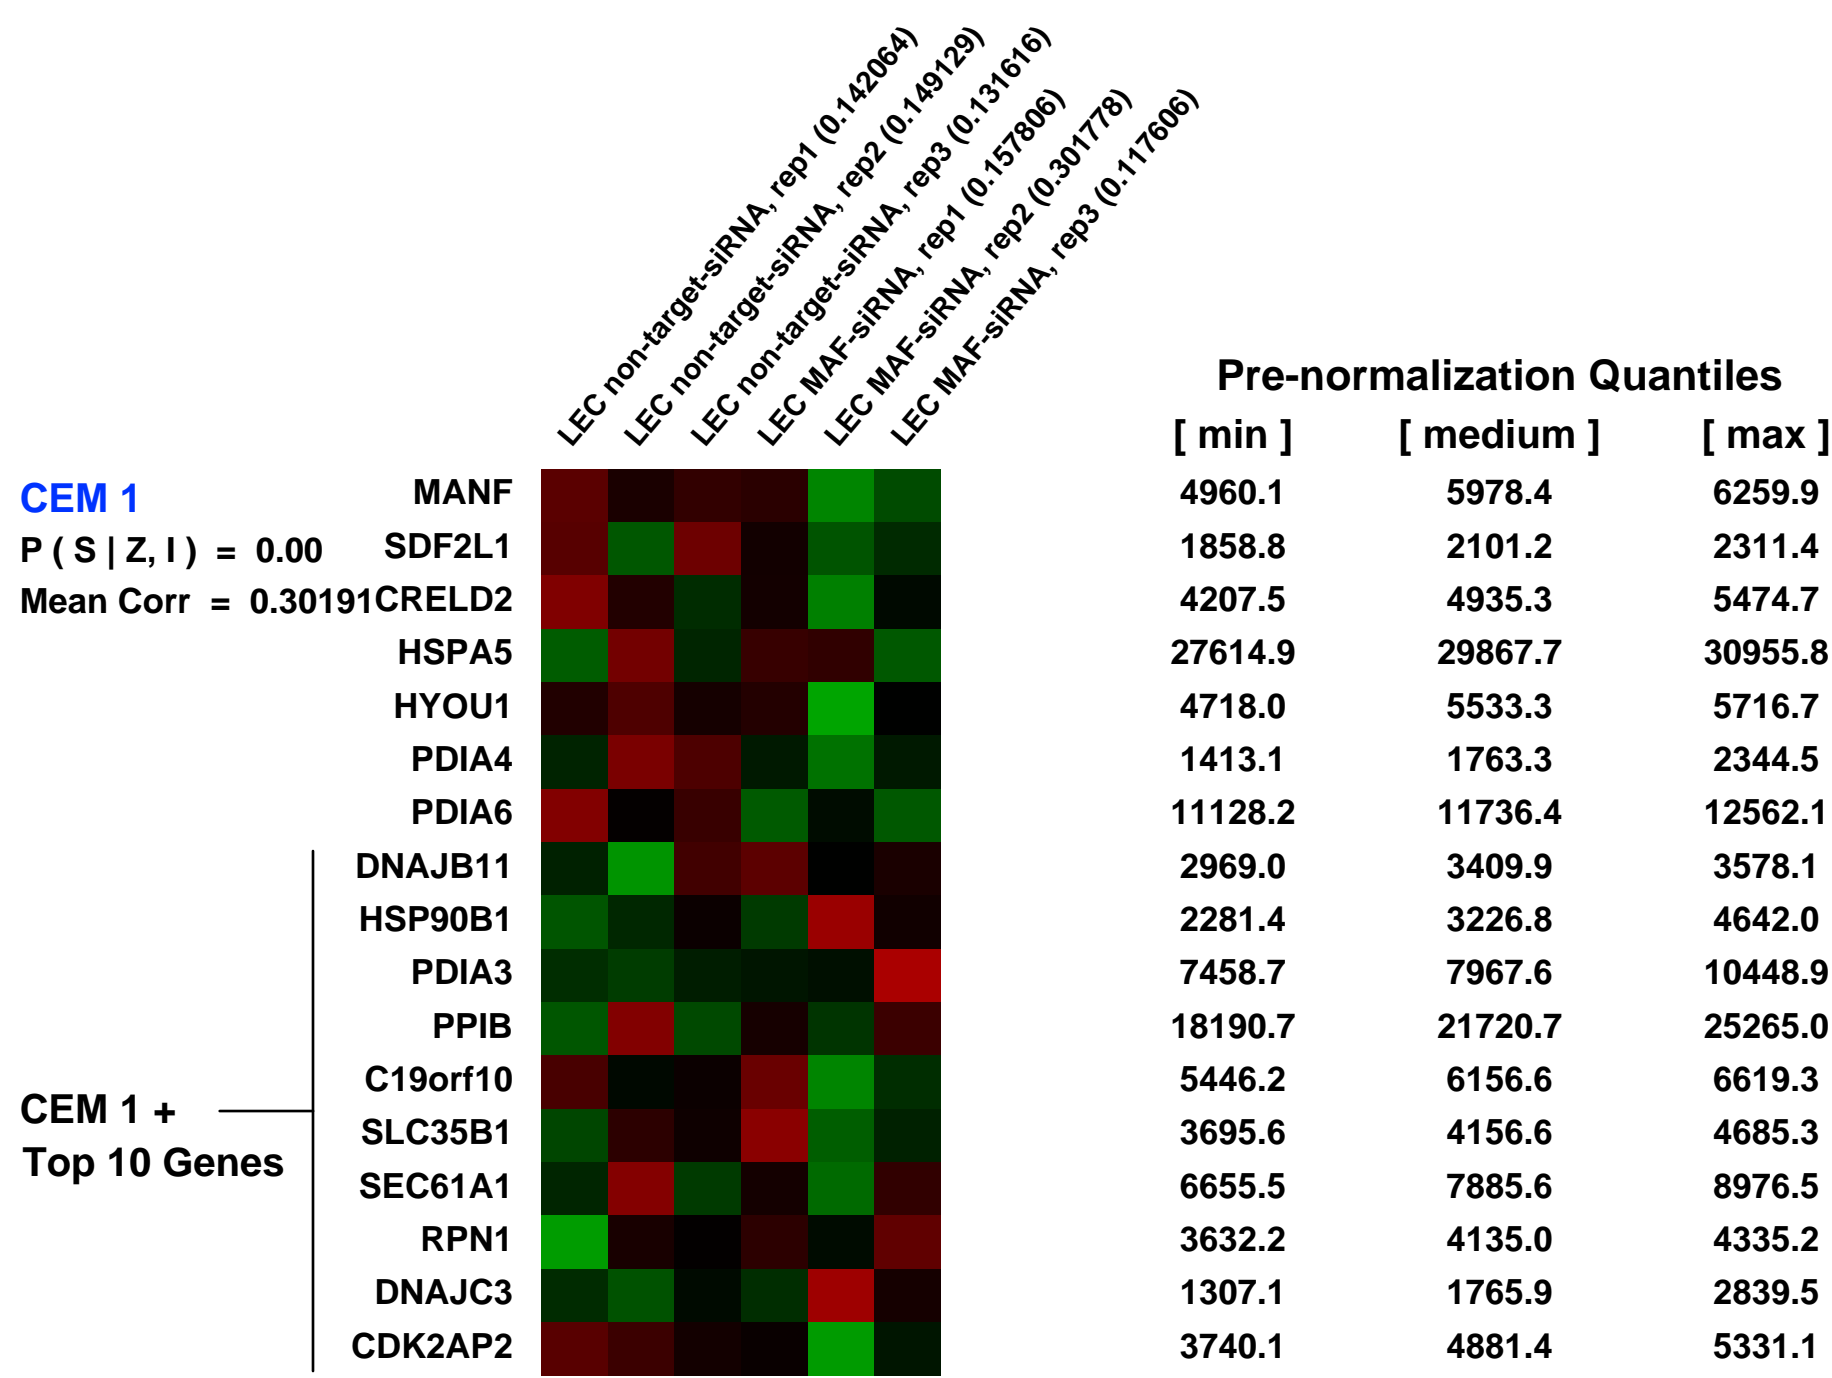 LEC non-target-siRNA, rep1 (0.142064)
LEC non-target-siRNA, rep2 (0.149129)
LEC non-target-siRNA, rep3 (0.131616)
LEC MAF-siRNA, rep1 (0.157806)
LEC MAF-siRNA, rep2 (0.301778)
LEC MAF-siRNA, rep3 (0.117606)
Pre-normalization Quantiles
[ min ] [ medium ] [ max ]
CEM 1 MANF 4960.1 5978.4 6259.9
P ( S | Z, I ) = 0.00 SDF2L1 1858.8 2101.2 2311.4
Mean Corr = 0.30191 CRELD2 4207.5 4935.3 5474.7
HSPA5 27614.9 29867.7 30955.8
HYOU1 4718.0 5533.3 5716.7
PDIA4 1413.1 1763.3 2344.5
PDIA6 11128.2 11736.4 12562.1
DNAJB11 2969.0 3409.9 3578.1
HSP90B1 2281.4 3226.8 4642.0
PDIA3 7458.7 7967.6 10448.9
PPIB 18190.7 21720.7 25265.0
C19orf10 5446.2 6156.6 6619.3
CEM 1 +
SLC35B1 3695.6 4156.6 4685.3
Top 10 Genes
SEC61A1 6655.5 7885.6 8976.5
RPN1 3632.2 4135.0 4335.2
DNAJC3 1307.1 1765.9 2839.5
CDK2AP2 3740.1 4881.4 5331.1